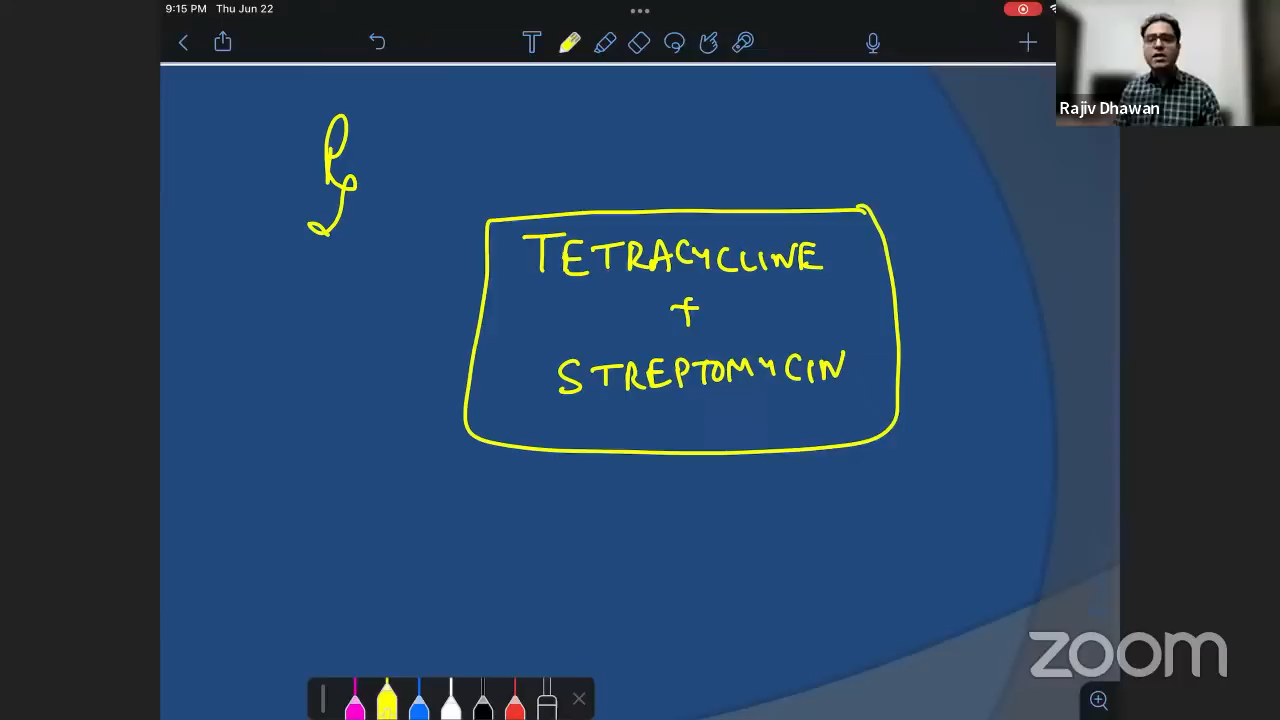 9:15 PM Thu Jun 22
T
Rajiv Dhawan
TETRACYCLINE
+
STREPTOMYCIN
zoom